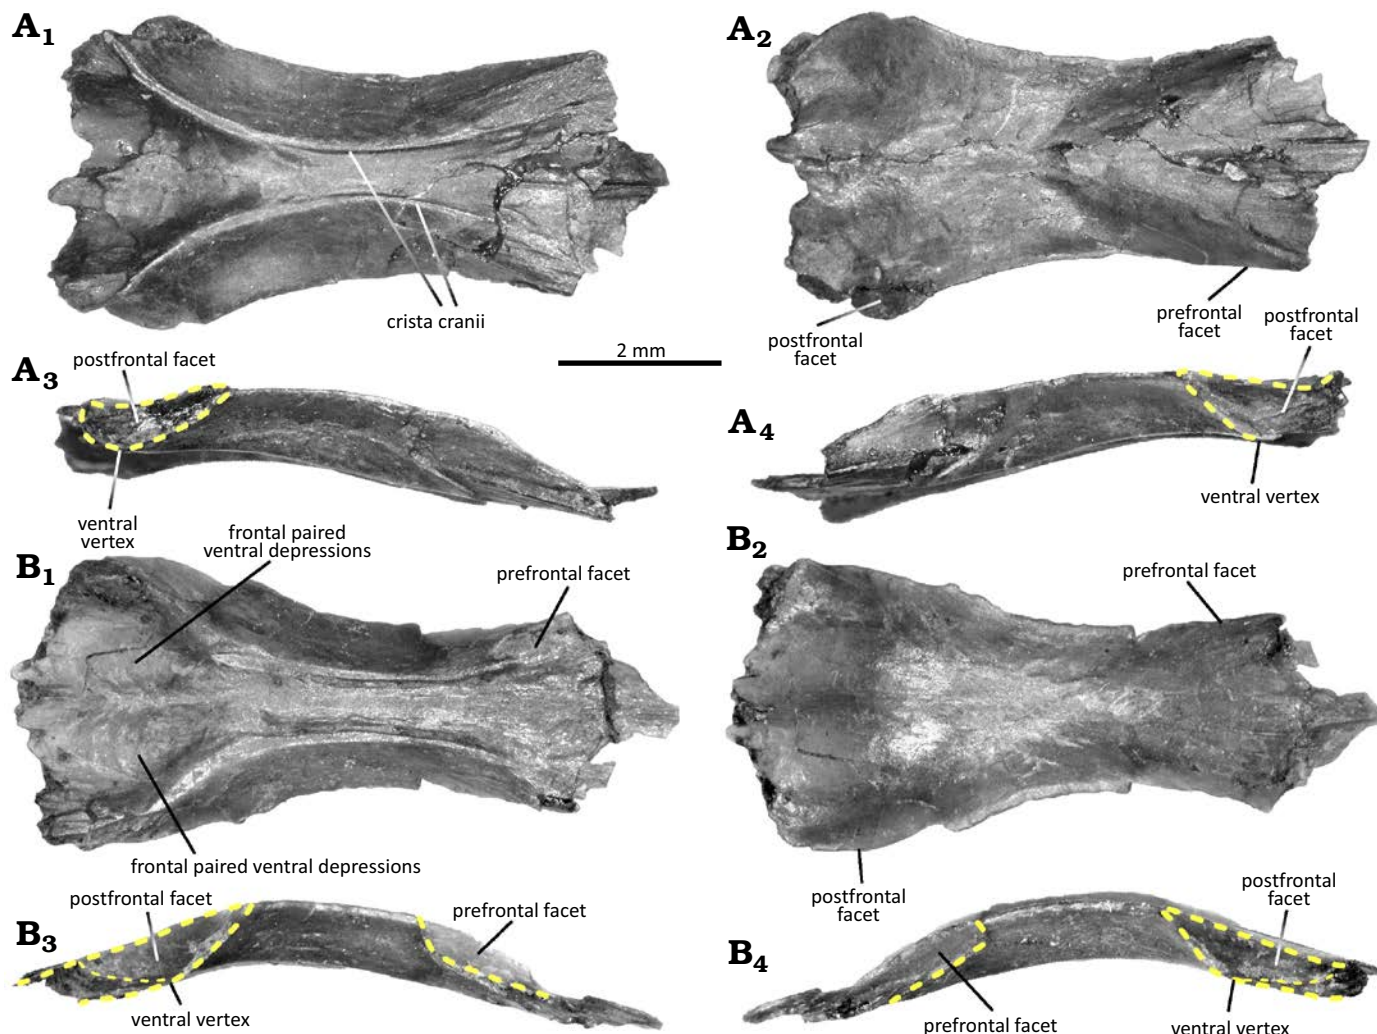 A1
A2
crista cranii
postfrontal
facet
prefrontal
facet
postfrontal
facet
2 mm
A3
postfrontal facet
ventral
vertex
A4
ventral vertex
frontal paired
ventral depressions
B1
prefrontal facet
B2
prefrontal facet
frontal paired ventral depressions
postfrontal
facet
B3
postfrontal facet
prefrontal facet
ventral vertex
B4
postfrontal
facet
prefrontal facet
ventral vertex